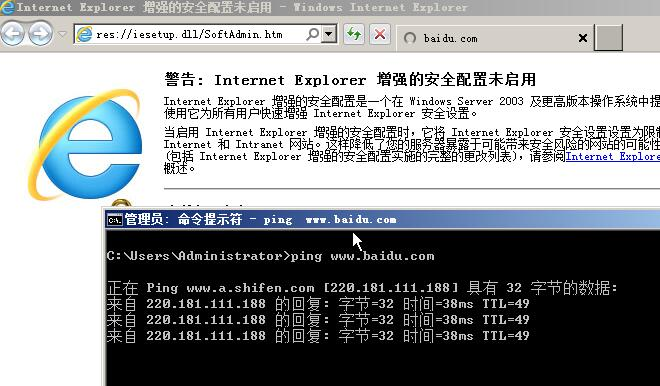 Internet Explorer 增强的安全配置未启用 - Windows Internet Explorer
res://iesetup.dll/SoftAdmin.htm
baidu.com
警告: Internet Explorer 增强的安全配置未启用
Internet Explorer 增强的安全配置是一个在 Windows Server 2003 及更高版本操作系统中提
使用它为所有用户快速增强 Internet Explorer 安全设置。
当启用 Internet Explorer 增强的安全配置时，它将 Internet Explorer 安全设置设置为限
Internet 和 Intranet 网站。这样降低了您的服务器暴露于可能带来安全风险的网站的可能性
(包括 Internet Explorer 增强的安全配置实施的完整的更改列表)，请参阅Internet Explore
概述。
管理员: 命令提示符 - ping www.baidu.com
C:\Users\Administrator>ping www.baidu.com
正在 Ping www.a.shifen.com [220.181.111.188] 具有 32 字节的数据:
来自 220.181.111.188 的回复: 字节=32 时间=38ms TTL=49
来自 220.181.111.188 的回复: 字节=32 时间=38ms TTL=49
来自 220.181.111.188 的回复: 字节=32 时间=38ms TTL=49